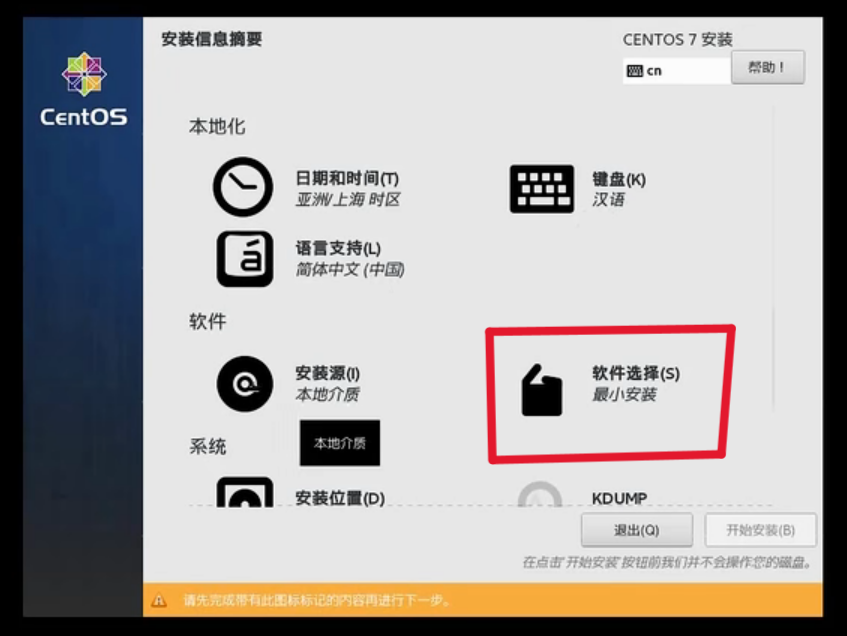 安装信息摘要
CENTOS 7 安装
cn
帮助！
CentOS
本地化
日期和时间(T)
亚洲/上海 时区
键盘(K)
汉语
语言支持(L)
简体中文 (中国)
软件
安装源(I)
本地介质
软件选择(S)
最小安装
本地介质
系统
安装位置(D)
KDUMP
退出(Q)
开始安装(B)
在点击"开始安装"按钮前我们并不会操作您的磁盘。
请先完成带有此图标标记的内容再进行下一步。